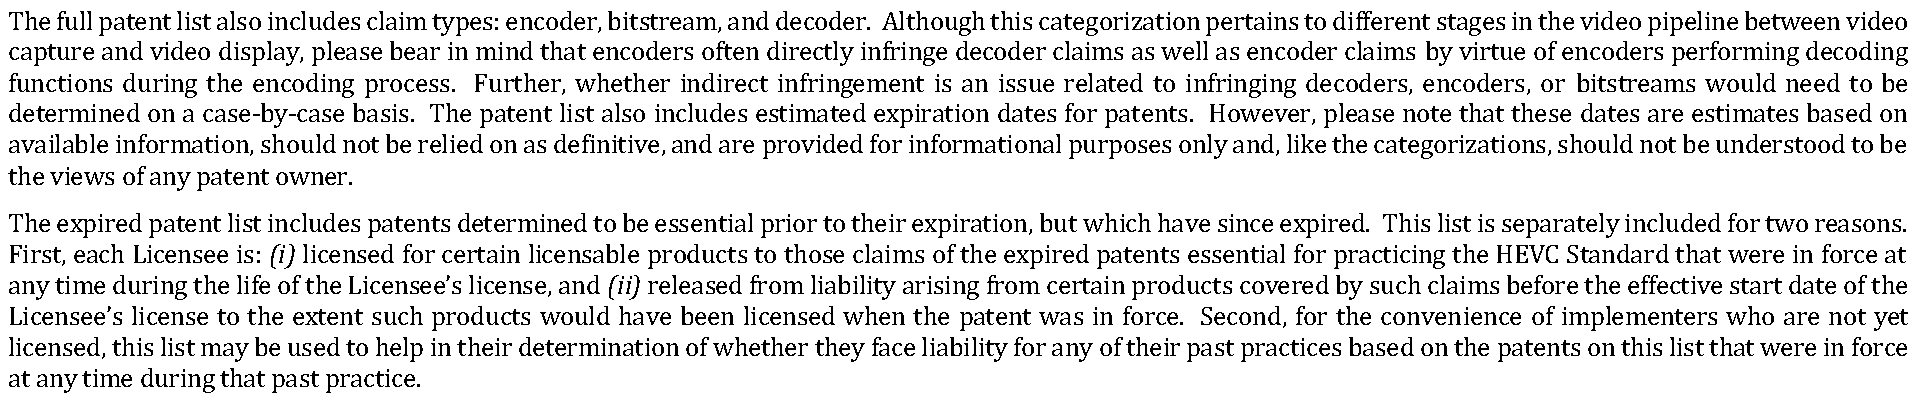 The full patent list also includes claim types: encoder, bitstream, and decoder.  Although this categorization pertains to different stages in the video pipeline between video
capture and video display, please bear in mind that encoders often directly infringe decoder claims as well as encoder claims by virtue of encoders performing decoding
functions during the encoding process.  Further, whether indirect infringement is an issue related to infringing decoders, encoders, or bitstreams would need to be
determined on a case-by-case basis.  The patent list also includes estimated expiration dates for patents.  However, please note that these dates are estimates based on
available information, should not be relied on as definitive, and are provided for informational purposes only and, like the categorizations, should not be understood to be
the views of any patent owner.
The expired patent list includes patents determined to be essential prior to their expiration, but which have since expired.  This list is separately included for two reasons.
First, each Licensee is: (i) licensed for certain licensable products to those claims of the expired patents essential for practicing the HEVC Standard that were in force at
any time during the life of the Licensee’s license, and (ii) released from liability arising from certain products covered by such claims before the effective start date of the
Licensee’s license to the extent such products would have been licensed when the patent was in force.  Second, for the convenience of implementers who are not yet
licensed, this list may be used to help in their determination of whether they face liability for any of their past practices based on the patents on this list that were in force
at any time during that past practice.